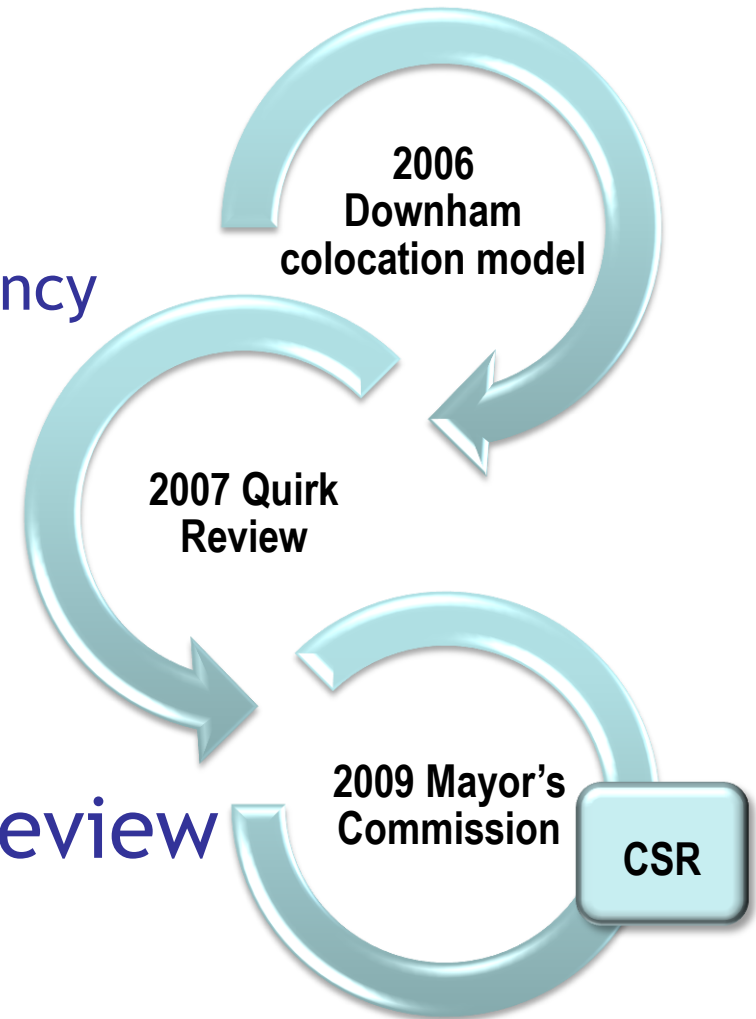 2006
Downham
colocation model
ncy
2007 Quirk
Review
2009 Mayor's
Commission
eview
CSR